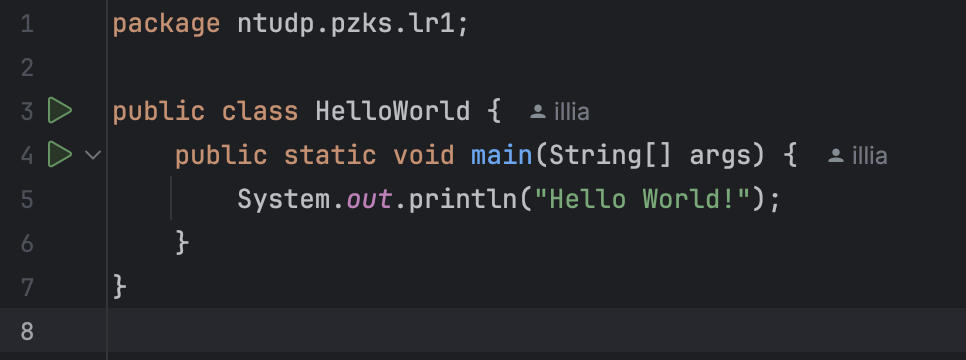 1 package ntudp.pzks.lr1;
2
3 public class HelloWorld { illia
4 public static void main(String[] args) { illia
5 System.out.println("Hello World!");
6 }
7 }
8